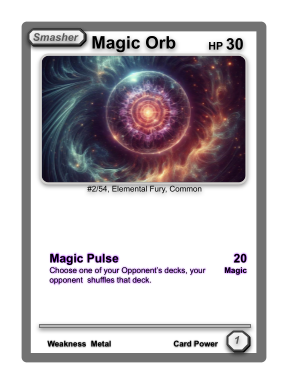 Smasher
Magic Orb
HP 30
#2/54, Elemental Fury, Common
Magic Pulse 20
Choose one of your Opponent's decks, your Magic
opponent shuffles that deck.
Weakness Metal Card Power 1